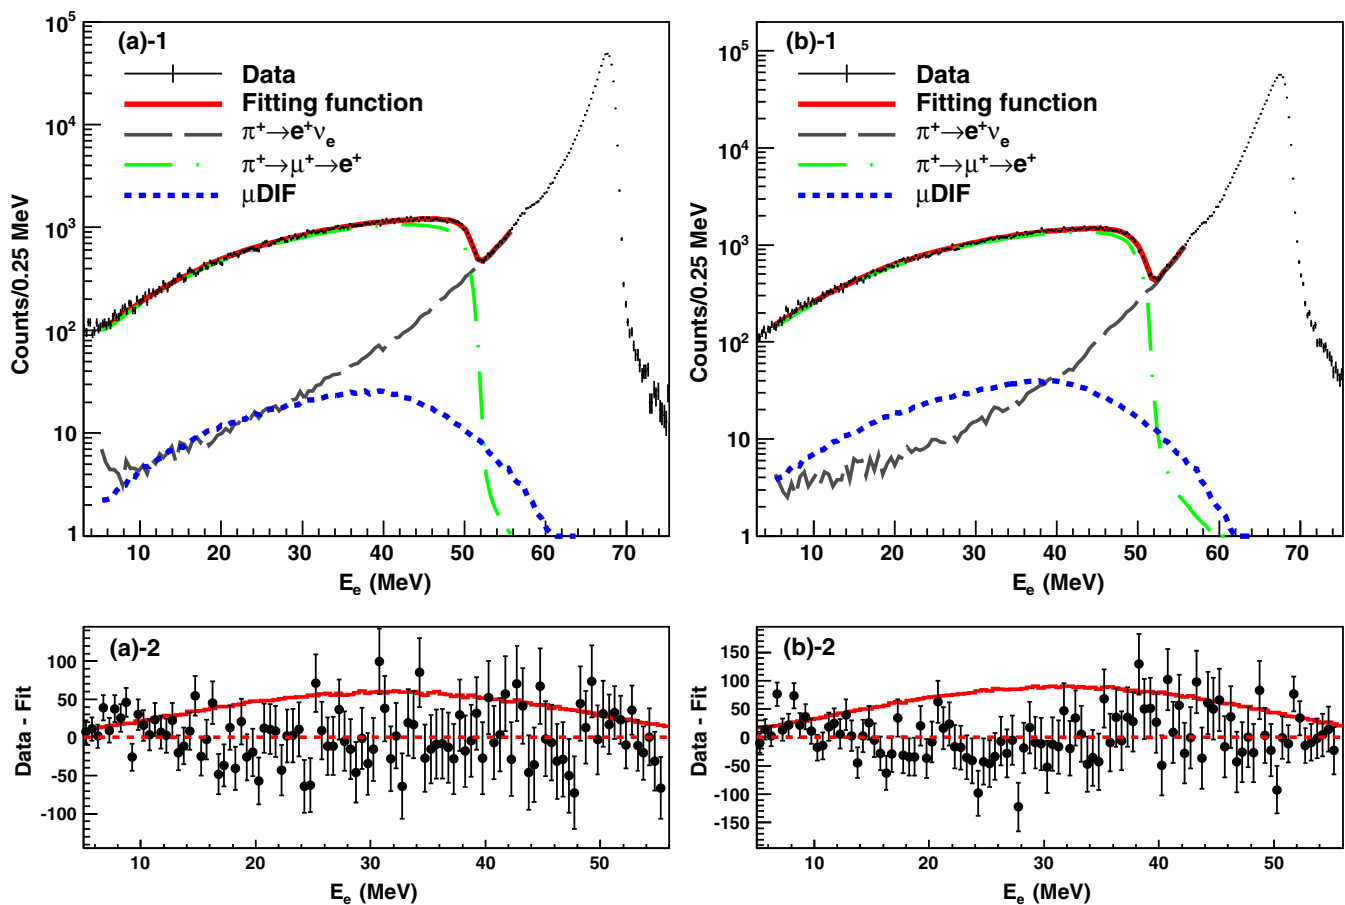 (a)-1
Data
Fitting function
π⁺→e⁺νₑ
π⁺→μ⁺→e⁺
μDIF
Counts/0.25 MeV
10⁵
10⁴
10³
10²
10
1
10 20 30 40 50 60 70
Eₑ (MeV)
(b)-1
Data
Fitting function
π⁺→e⁺νₑ
π⁺→μ⁺→e⁺
μDIF
Counts/0.25 MeV
10⁵
10⁴
10³
10²
10
1
10 20 30 40 50 60 70
Eₑ (MeV)
(a)-2
Data - Fit
100
50
0
-50
-100
10 20 30 40 50
Eₑ (MeV)
(b)-2
Data - Fit
150
100
50
0
-50
-100
-150
10 20 30 40 50
Eₑ (MeV)